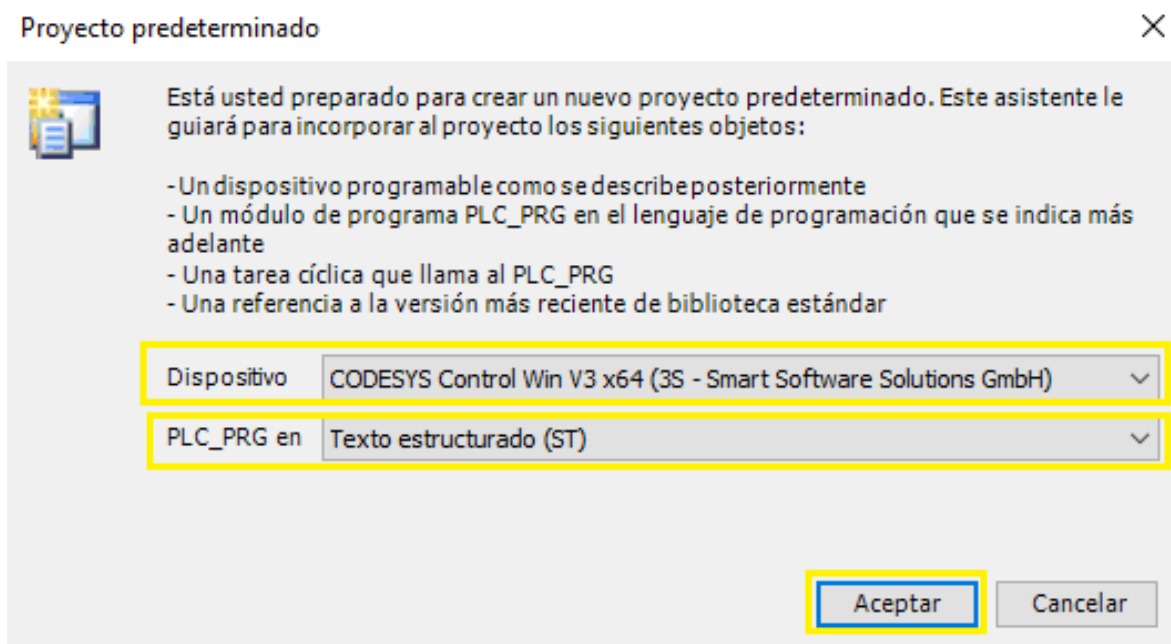 Proyecto predeterminado
Está usted preparado para crear un nuevo proyecto predeterminado. Este asistente le
guiará para incorporar al proyecto los siguientes objetos:
- Un dispositivo programable como se describe posteriormente
- Un módulo de programa PLC_PRG en el lenguaje de programación que se indica más
adelante
- Una tarea cíclica que llama al PLC_PRG
- Una referencia a la versión más reciente de biblioteca estándar
Dispositivo CODESYS Control Win V3 x64 (3S - Smart Software Solutions GmbH)
PLC_PRG en Texto estructurado (ST)
Aceptar Cancelar